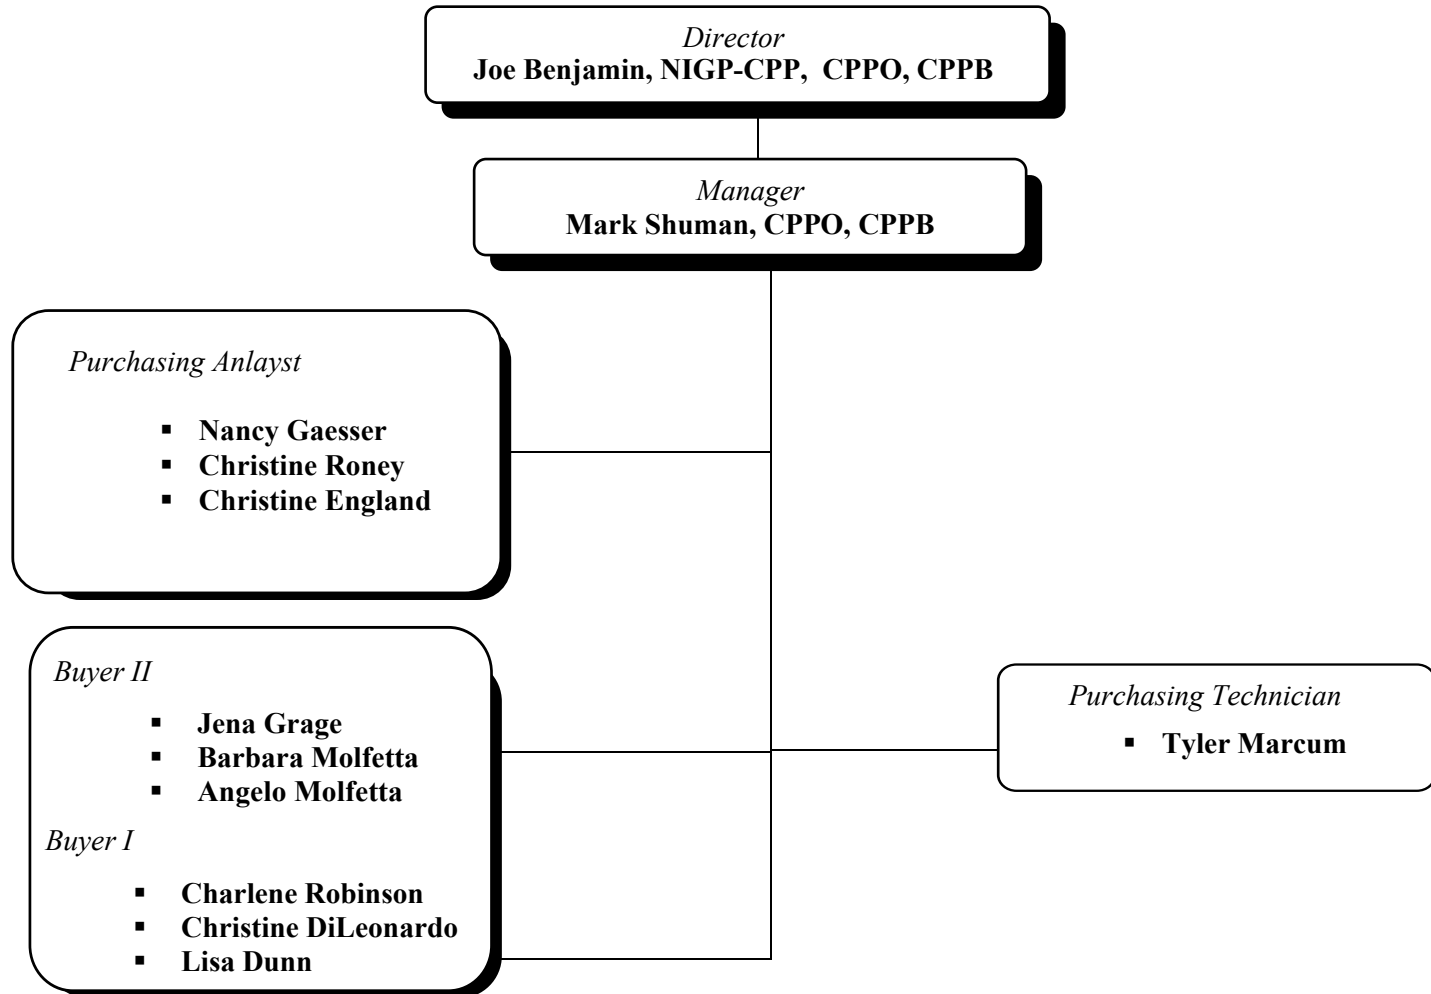 Director
Joe Benjamin, NIGP-CPP, CPPO, CPPB
Manager
Mark Shuman, CPPO, CPPB
Purchasing Anlayst
▪ Nancy Gaesser
▪ Christine Roney
▪ Christine England
Buyer II
▪ Jena Grage
▪ Barbara Molfetta
▪ Angelo Molfetta
Buyer I
▪ Charlene Robinson
▪ Christine DiLeonardo
▪ Lisa Dunn
Purchasing Technician
▪ Tyler Marcum